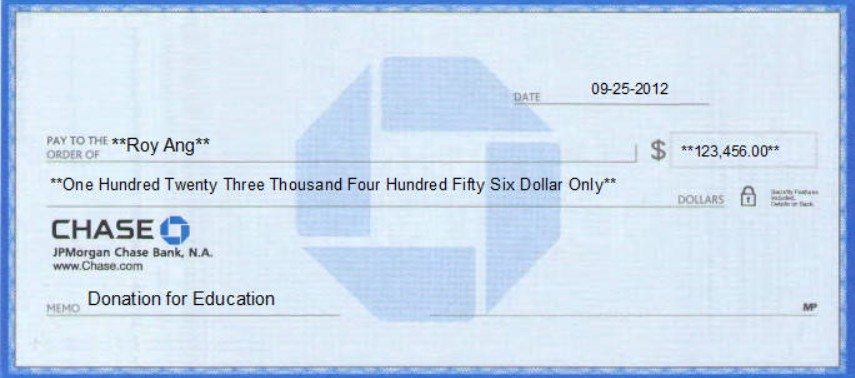 DATE 09-25-2012
PAY TO THE
ORDER OF **Roy Ang** $ **123,456.00**
**One Hundred Twenty Three Thousand Four Hundred Fifty Six Dollar Only**
DOLLARS
Security Features
Included.
Details on Back.
CHASE
JPMorgan Chase Bank, N.A.
www.Chase.com
MEMO Donation for Education
MP